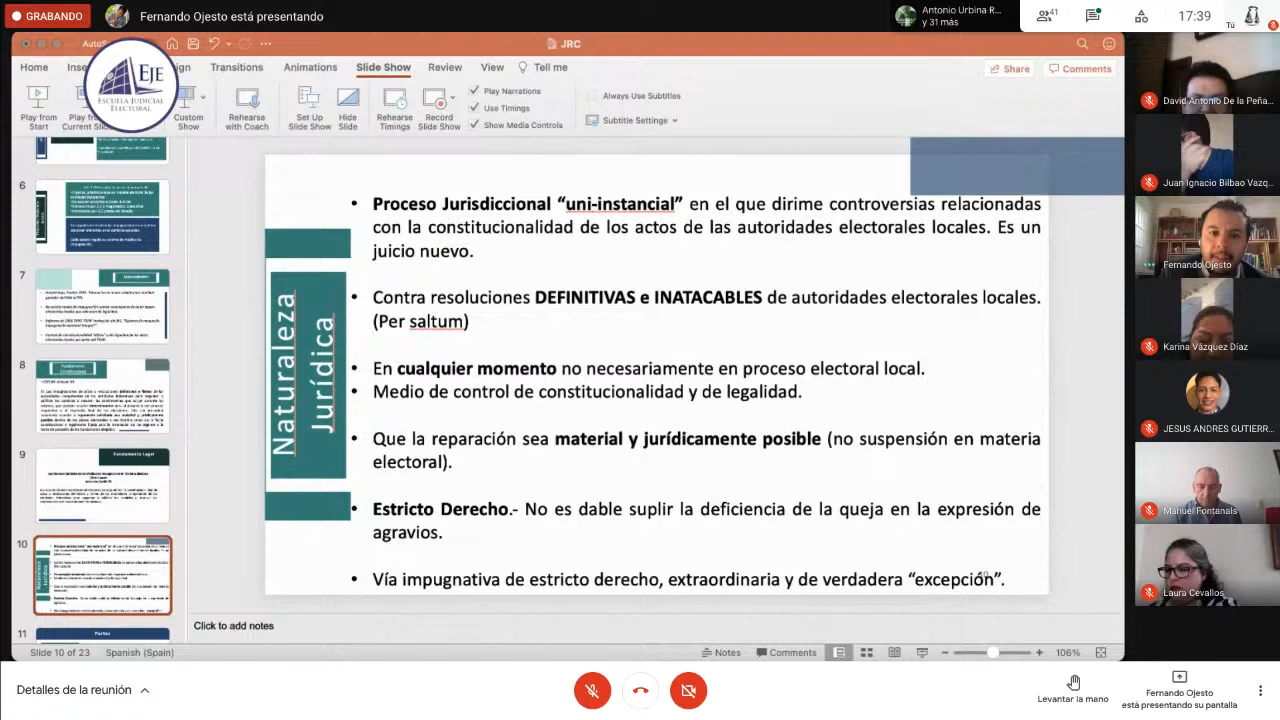 GRABANDO
Fernando Ojesto está presentando
Antonio Urbina R...
y 31 más
41
17:39
Tú
JRC
Home
Transitions
Animations
Slide Show
Review
View
Tell me
Share
Comments
EJE
ESCUELA JUDICIAL
ELECTORAL
Play from
Start
Custom
Show
Rehearse
with Coach
Set Up
Slide Show
Hide
Slide
Rehearse
Timings
Record
Slide Show
Play Narrations
Use Timings
Show Media Controls
Always Use Subtitles
Subtitle Settings
6
7
8
9
Fundamento Legal
10
11
Partes
Naturaleza
Jurídica
• Proceso Jurisdiccional “uni-instancial” en el que dirimen controversias relacionadas
con la constitucionalidad de los actos de las autoridades electorales locales. Es un
juicio nuevo.
• Contra resoluciones DEFINITIVAS e INATACABLES de autoridades electorales locales.
(Per saltum)
• En cualquier momento no necesariamente en proceso electoral local.
• Medio de control de constitucionalidad y de legalidad.
• Que la reparación sea material y jurídicamente posible (no suspensión en materia
electoral).
• Estricto Derecho.- No es dable suplir la deficiencia de la queja en la expresión de
agravios.
• Vía impugnativa de estricto derecho, extraordinaria y de verdadera “excepción”.
Click to add notes
Slide 10 of 23
Spanish (Spain)
Notes
Comments
106%
David Antonio De la Peña...
Juan Ignacio Bilbao Vazq...
Fernando Ojesto
Karina Vázquez Díaz
JESUS ANDRES GUTIERR...
Manuel Fontanals
Laura Cevallos
Detalles de la reunión
Levantar la mano
Fernando Ojesto
está presentando su pantalla